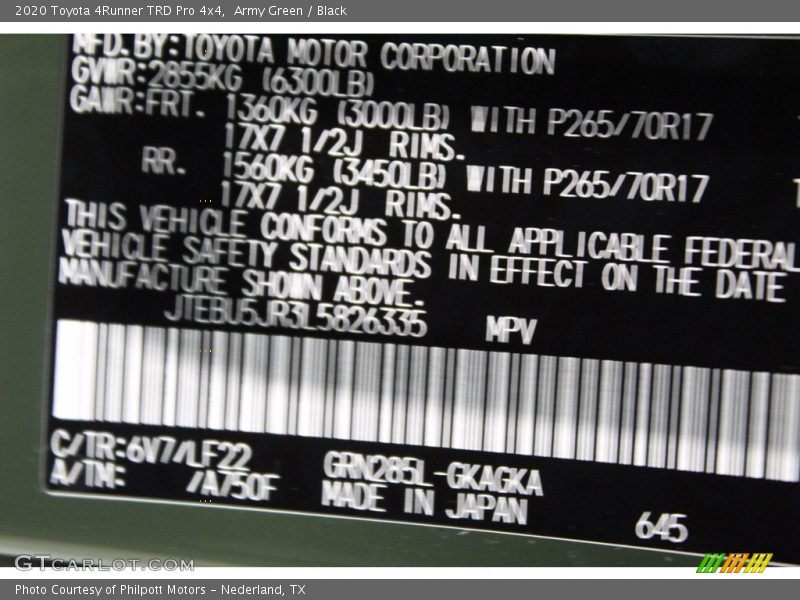 2020 Toyota 4Runner TRD Pro 4x4,  Army Green / Black
MFD. BY: TOYOTA MOTOR CORPORATION
GVWR: 2855KG (6300LB)
GAWR: FRT. 1360KG (3000LB) WITH P265/70R17
17X7 1/2J RIMS.
RR. 1560KG (3450LB) WITH P265/70R17
17X7 1/2J RIMS.
THIS VEHICLE CONFORMS TO ALL APPLICABLE FEDERAL
VEHICLE SAFETY STANDARDS IN EFFECT ON THE DATE
MANUFACTURE SHOWN ABOVE.
JTEBU5JR3L5826335 MPV
C/TR: 6V7/LF22 GRN285L-GKAGKA
A/TM: /A750F MADE IN JAPAN
645
GTCARLOT.COM
Photo Courtesy of Philpott Motors - Nederland, TX